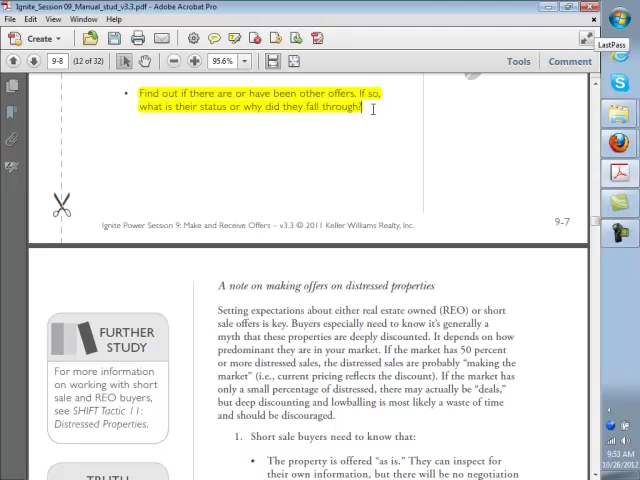 Ignite_Session 09_Manual_stud_v3.3.pdf - Adobe Acrobat Pro
File Edit View Window Help
Create
9-8 (12 of 32) 95.6% Tools Comment
LastPass
• Find out if there are or have been other offers. If so,
what is their status or why did they fall through?
Ignite Power Session 9: Make and Receive Offers – v3.3 © 2011 Keller Williams Realty, Inc.
9-7
A note on making offers on distressed properties
Setting expectations about either real estate owned (REO) or short
sale offers is key. Buyers especially need to know it's generally a
myth that these properties are deeply discounted. It depends on how
predominant they are in your market. If the market has 50 percent
or more distressed sales, the distressed sales are probably "making the
market" (i.e., current pricing reflects the discount). If the market has
only a small percentage of distressed, there may actually be "deals,"
but deep discounting and lowballing is most likely a waste of time
and should be discouraged.
1. Short sale buyers need to know that:
• The property is offered "as is." They can inspect for
their own information, but there will be no negotiation
FURTHER
STUDY
For more information
on working with short
sale and REO buyers,
see SHIFT Tactic 11:
Distressed Properties.
TRUTH
9:53 AM
10/26/2012